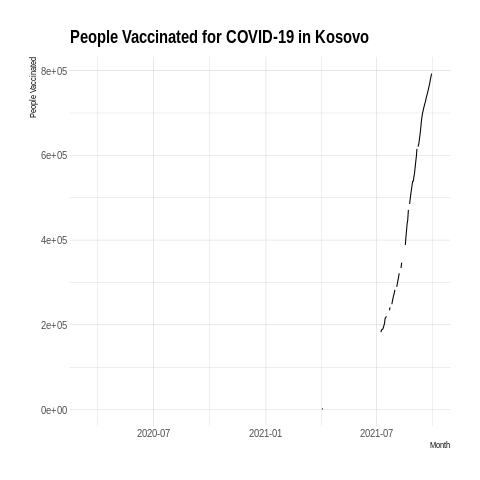 People Vaccinated for COVID-19 in Kosovo
People Vaccinated
8e+05
6e+05
4e+05
2e+05
0e+00
2020-07 2021-01 2021-07
Month